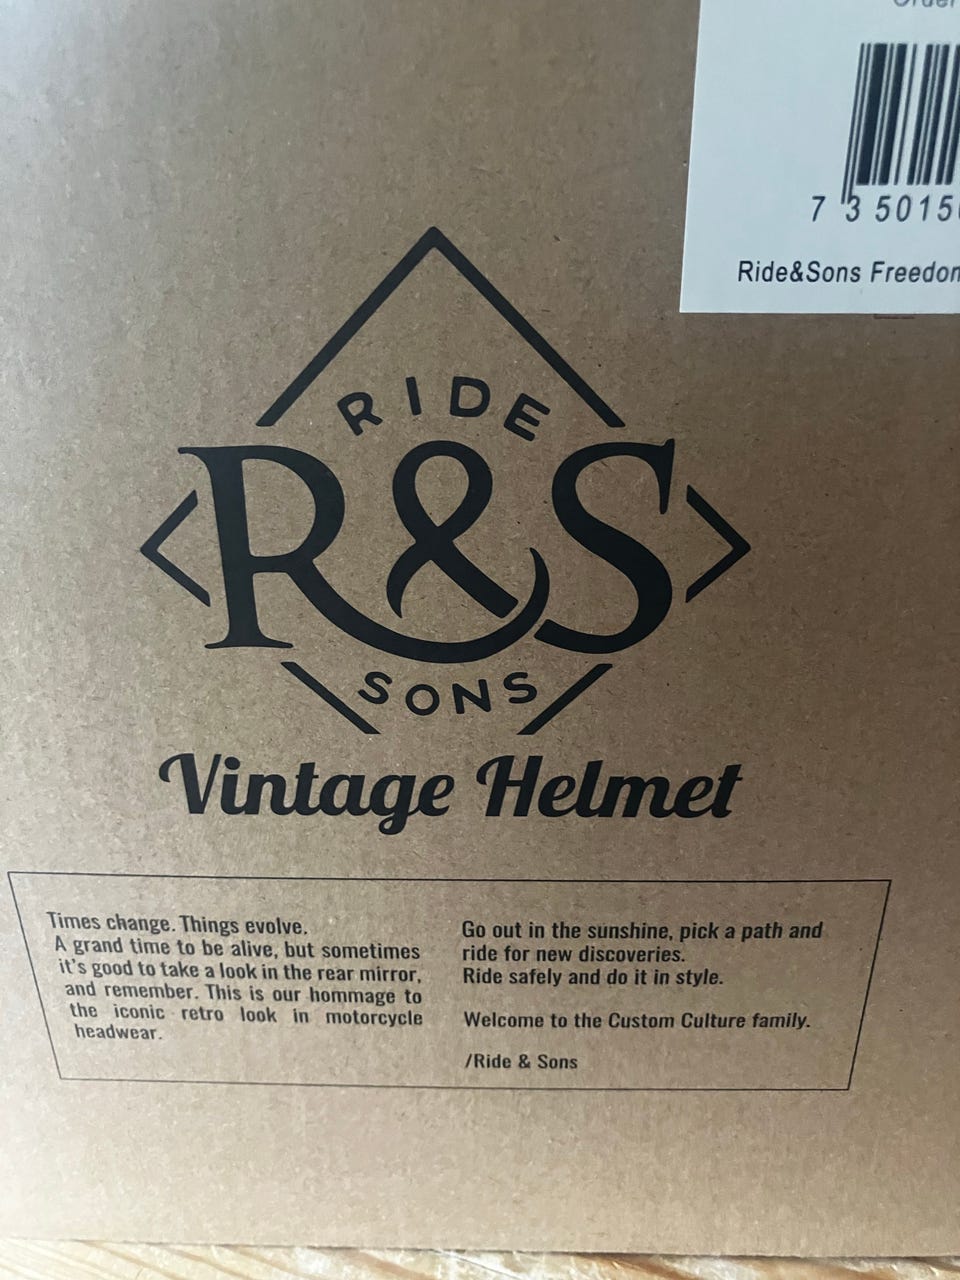 7 35015
Ride&Sons
RIDE
R&S
SONS
Vintage Helmet
Times change. Things evolve.
A grand time to be alive, but sometimes
it's good to take a look in the rear mirror,
and remember. This is our hommage to
the iconic retro look in motorcycle
headwear.
Go out in the sunshine, pick a path and
ride for new discoveries.
Ride safely and do it in style.
Welcome to the Custom Culture family.
/Ride & Sons